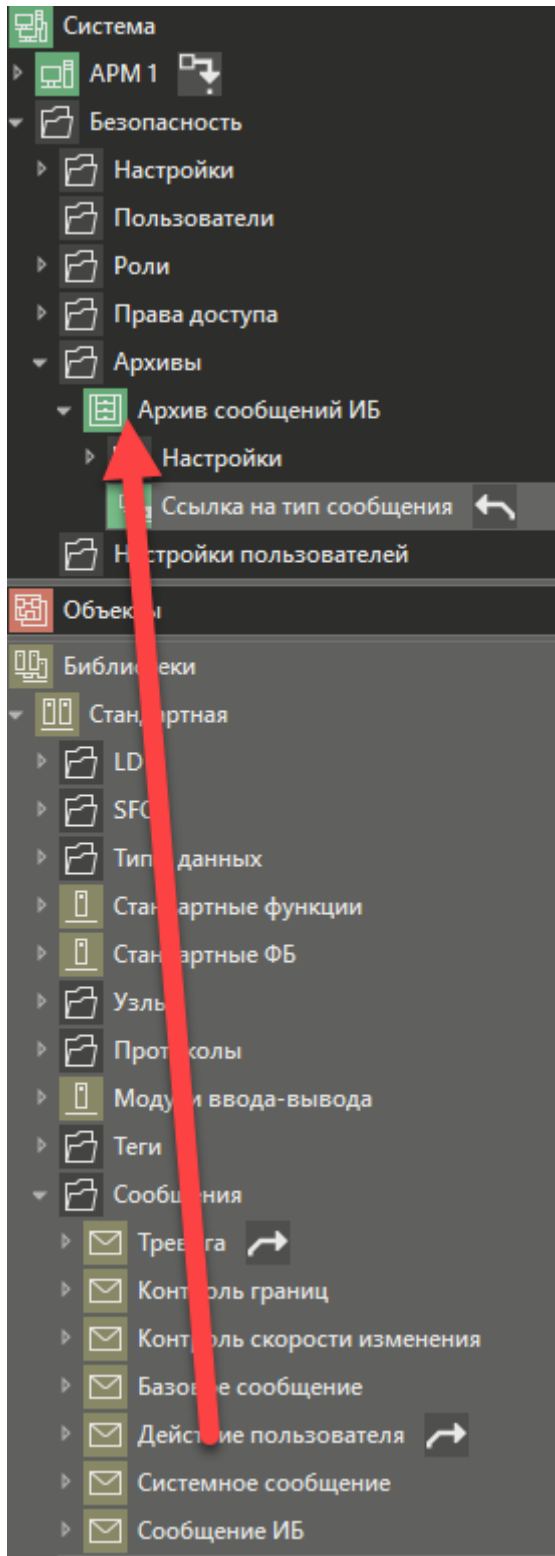 Система
АРМ 1
Безопасность
Настройки
Пользователи
Роли
Права доступа
Архивы
Архив сообщений ИБ
Настройки
Ссылка на тип сообщения
Настройки пользователей
Объекты
Библиотеки
Стандартная
LD
SFC
Типы данных
Стандартные функции
Стандартные ФБ
Узлы
Протоколы
Модули ввода-вывода
Теги
Сообщения
Тревога
Контроль границ
Контроль скорости изменения
Базовое сообщение
Действие пользователя
Системное сообщение
Сообщение ИБ